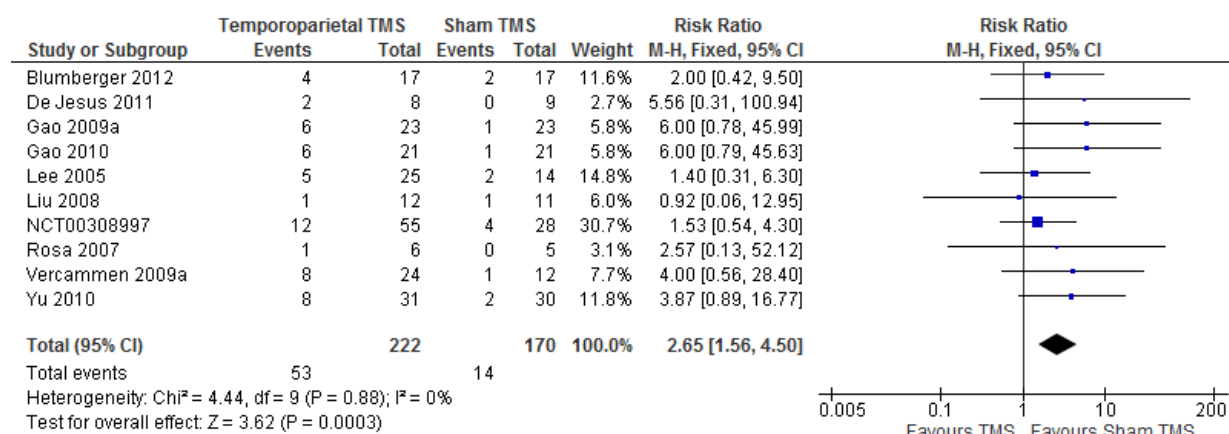 Temporoparietal TMS Sham TMS Risk Ratio Risk Ratio
Study or Subgroup Events Total Events Total Weight M-H, Fixed, 95% CI M-H, Fixed, 95% CI
Blumberger 2012 4 17 2 17 11.6% 2.00 [0.42, 9.50]
De Jesus 2011 2 8 0 9 2.7% 5.56 [0.31, 100.94]
Gao 2009a 6 23 1 23 5.8% 6.00 [0.78, 45.99]
Gao 2010 6 21 1 21 5.8% 6.00 [0.79, 45.63]
Lee 2005 5 25 2 14 14.8% 1.40 [0.31, 6.30]
Liu 2008 1 12 1 11 6.0% 0.92 [0.06, 12.95]
NCT00308997 12 55 4 28 30.7% 1.53 [0.54, 4.30]
Rosa 2007 1 6 0 5 3.1% 2.57 [0.13, 52.12]
Vercammen 2009a 8 24 1 12 7.7% 4.00 [0.56, 28.40]
Yu 2010 8 31 2 30 11.8% 3.87 [0.89, 16.77]
Total (95% CI) 222 170 100.0% 2.65 [1.56, 4.50]
Total events 53 14
Heterogeneity: Chi² = 4.44, df = 9 (P = 0.88); I² = 0%
Test for overall effect: Z = 3.62 (P = 0.0003)
0.005 0.1 1 10 200
Favours TMS Favours Sham TMS